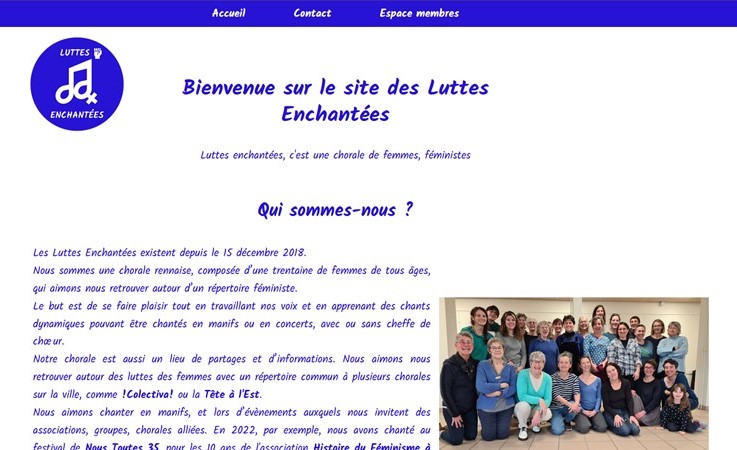 Accueil Contact Espace membres
LUTTES
ENCHANTÉES
Bienvenue sur le site des Luttes
Enchantées
Luttes enchantées, c'est une chorale de femmes, féministes
Qui sommes-nous ?
Les Luttes Enchantées existent depuis le 15 décembre 2018.
Nous sommes une chorale rennaise, composée d'une trentaine de femmes de tous âges,
qui aimons nous retrouver autour d'un répertoire féministe.
Le but est de se faire plaisir tout en travaillant nos voix et en apprenant des chants
dynamiques pouvant être chantés en manifs ou en concerts, avec ou sans cheffe de
chœur.
Notre chorale est aussi un lieu de partages et d'informations. Nous aimons nous
retrouver autour des luttes des femmes avec un répertoire commun à plusieurs chorales
sur la ville, comme !Colectiva! ou la Tête à l'Est.
Nous aimons chanter en manifs, et lors d'évènements auxquels nous invitent des
associations, groupes, chorales alliées. En 2022, par exemple, nous avons chanté au
festival de Nous Toutes 35, pour les 10 ans de l'association Histoire du Féminisme à